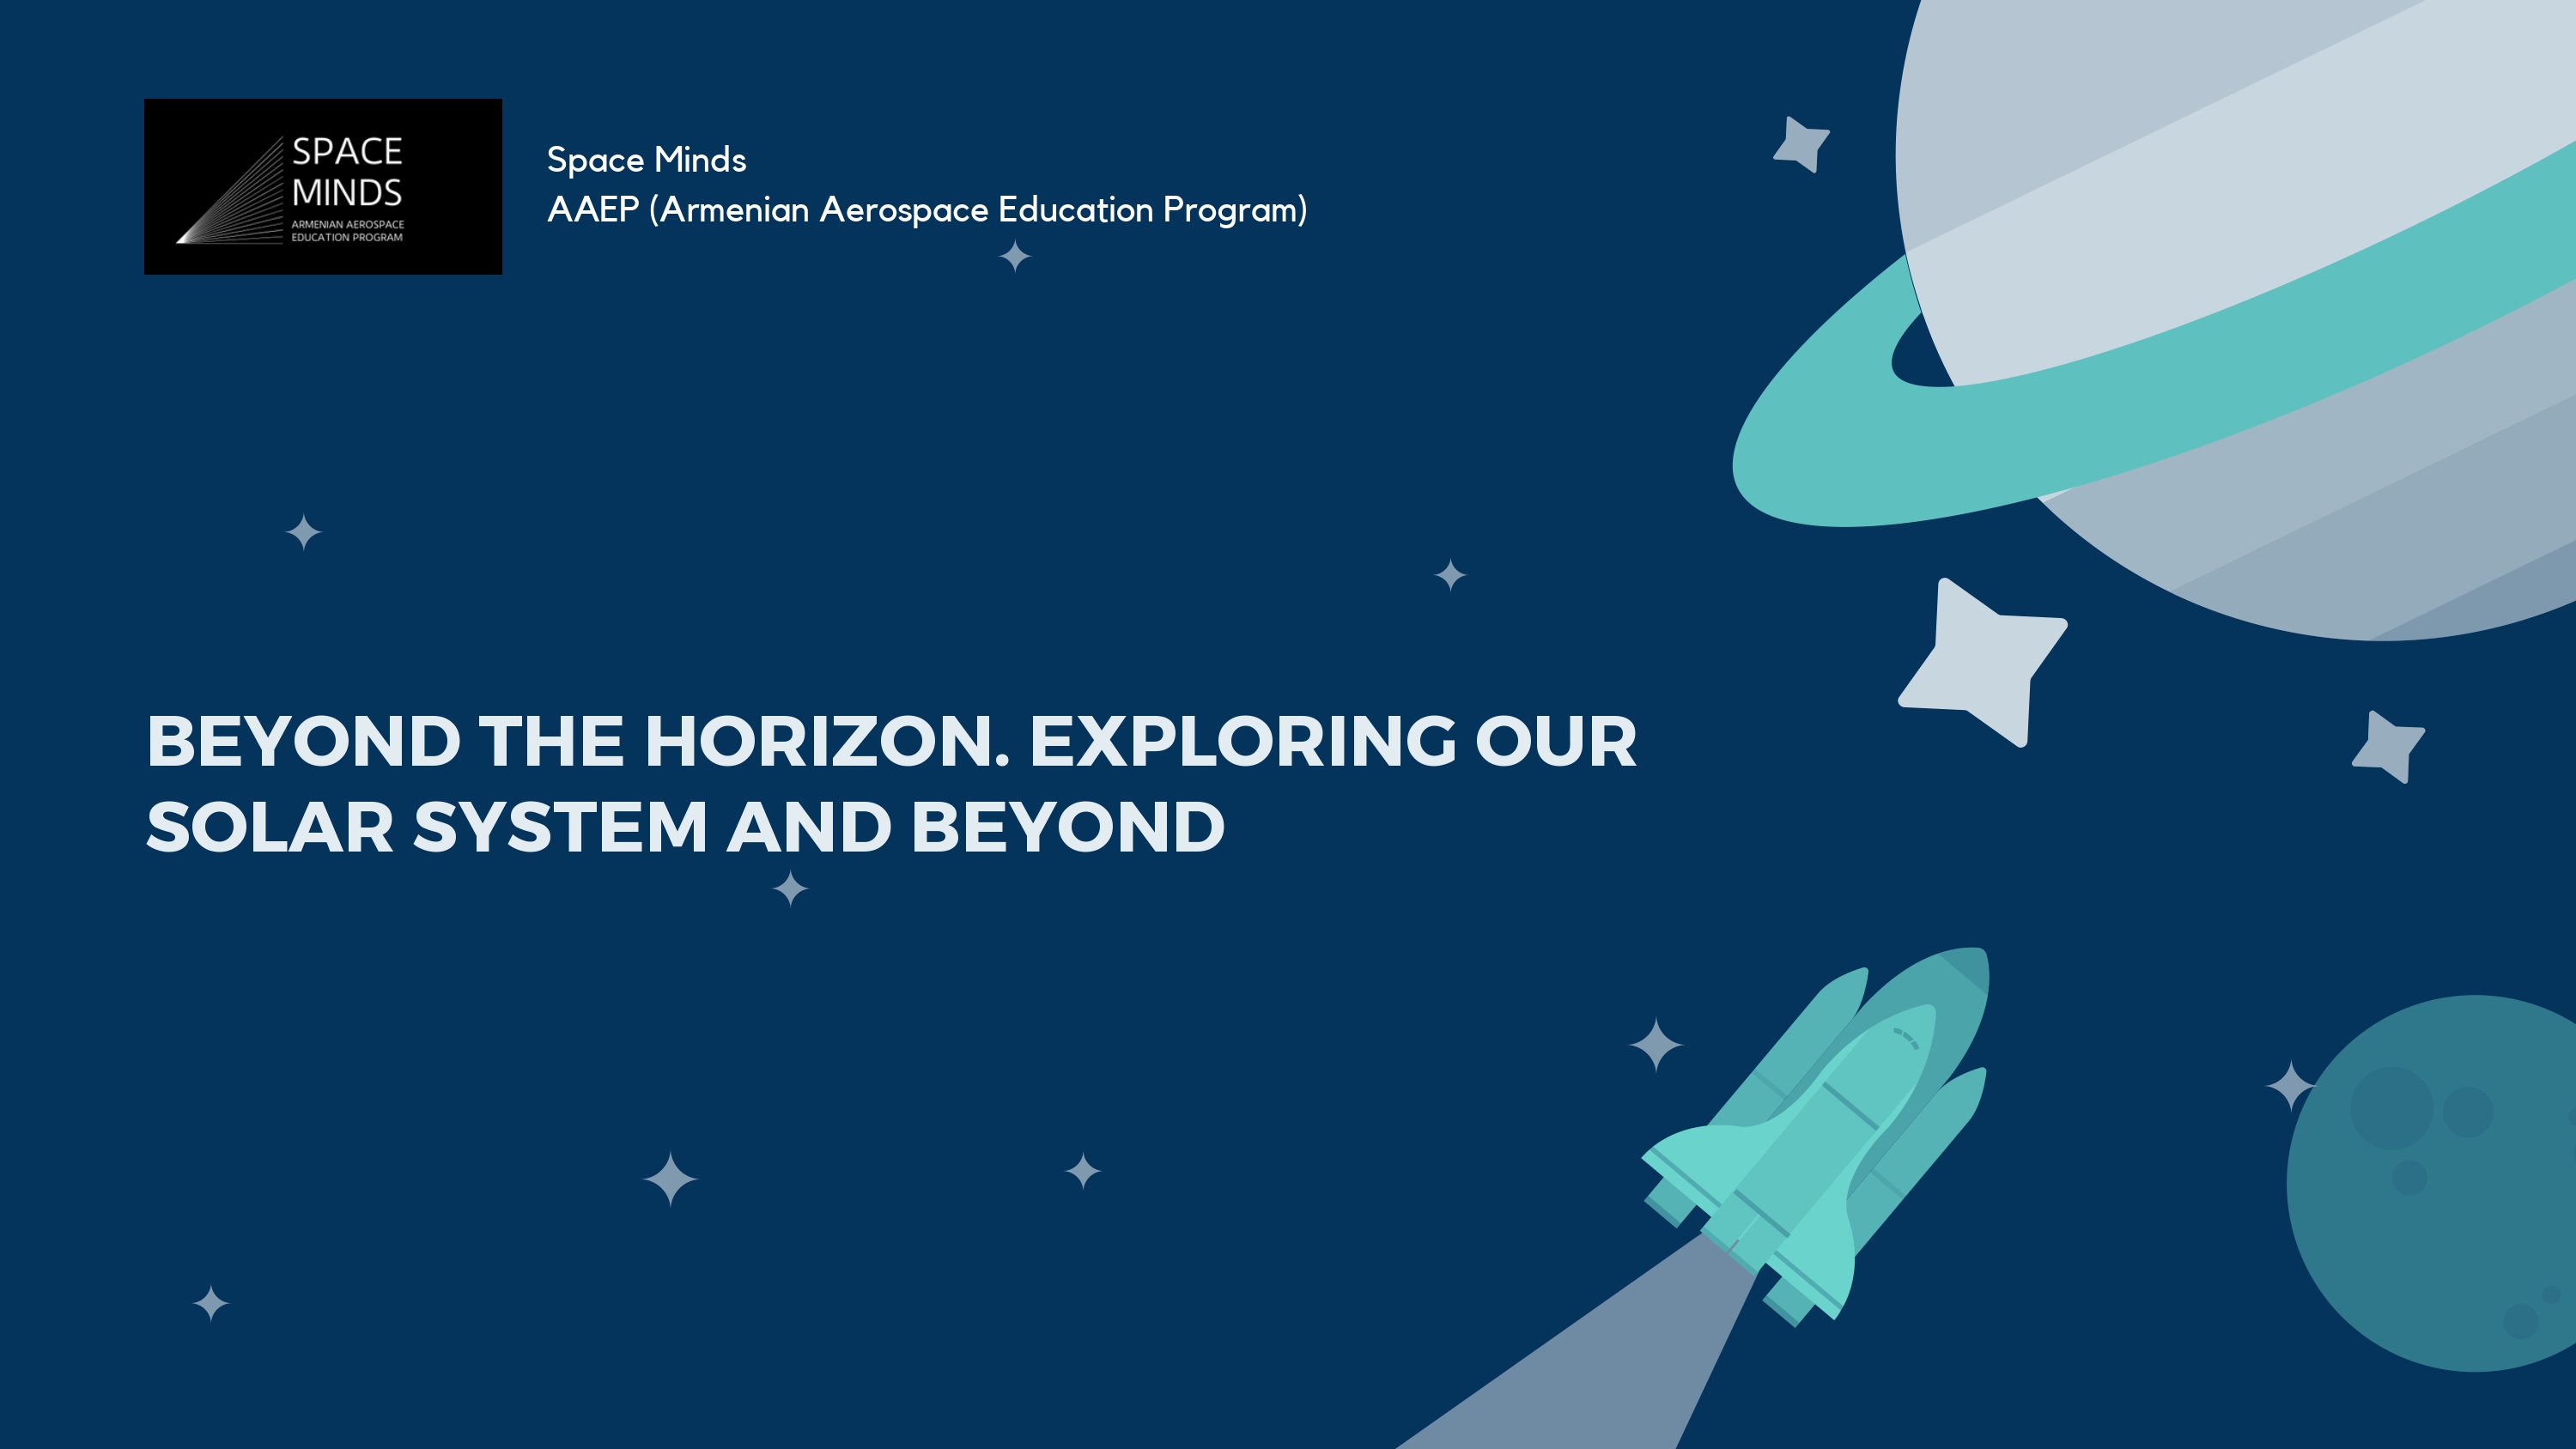 SPACE
MINDS
ARMENIAN AEROSPACE
EDUCATION PROGRAM
Space Minds
AAEP (Armenian Aerospace Education Program)
BEYOND THE HORIZON. EXPLORING OUR
SOLAR SYSTEM AND BEYOND